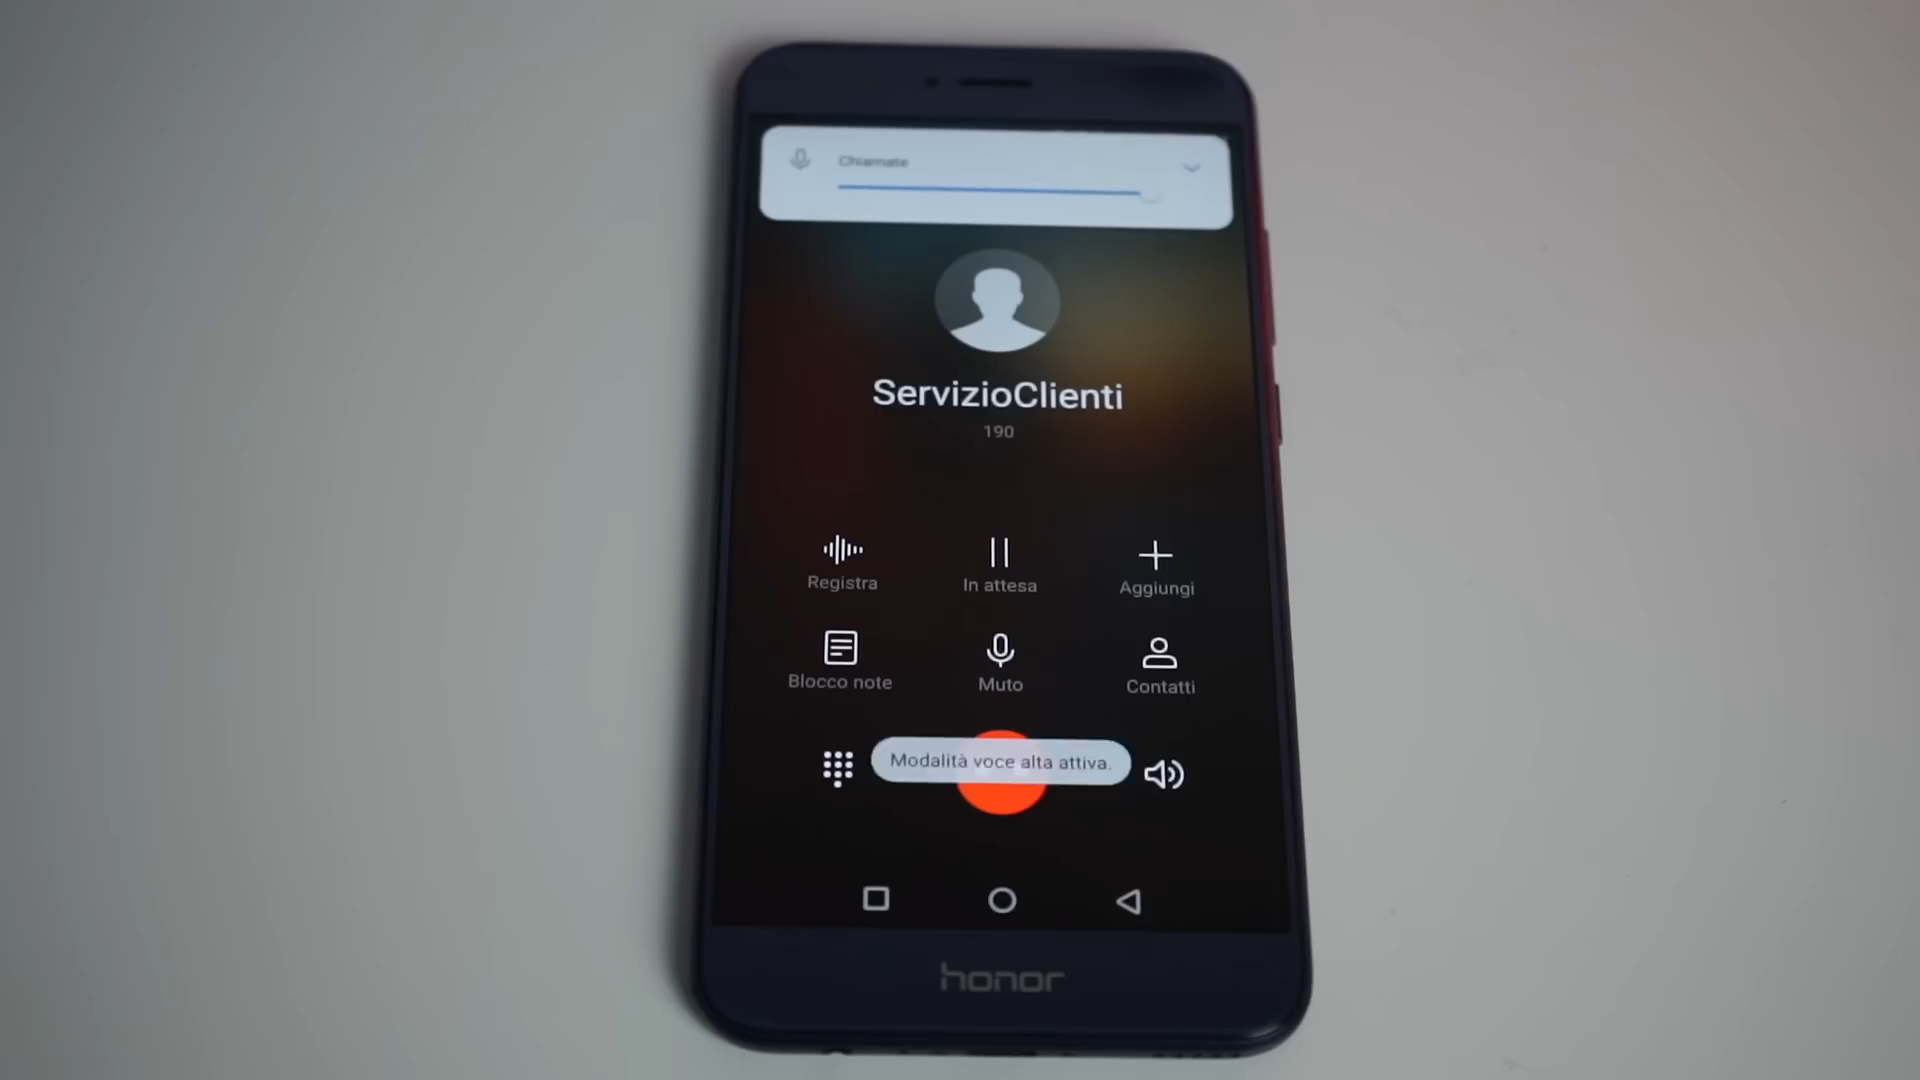 Chiamate
ServizioClienti
190
Registra
In attesa
Aggiungi
Blocco note
Muto
Contatti
Modalità voce alta attiva.
honor